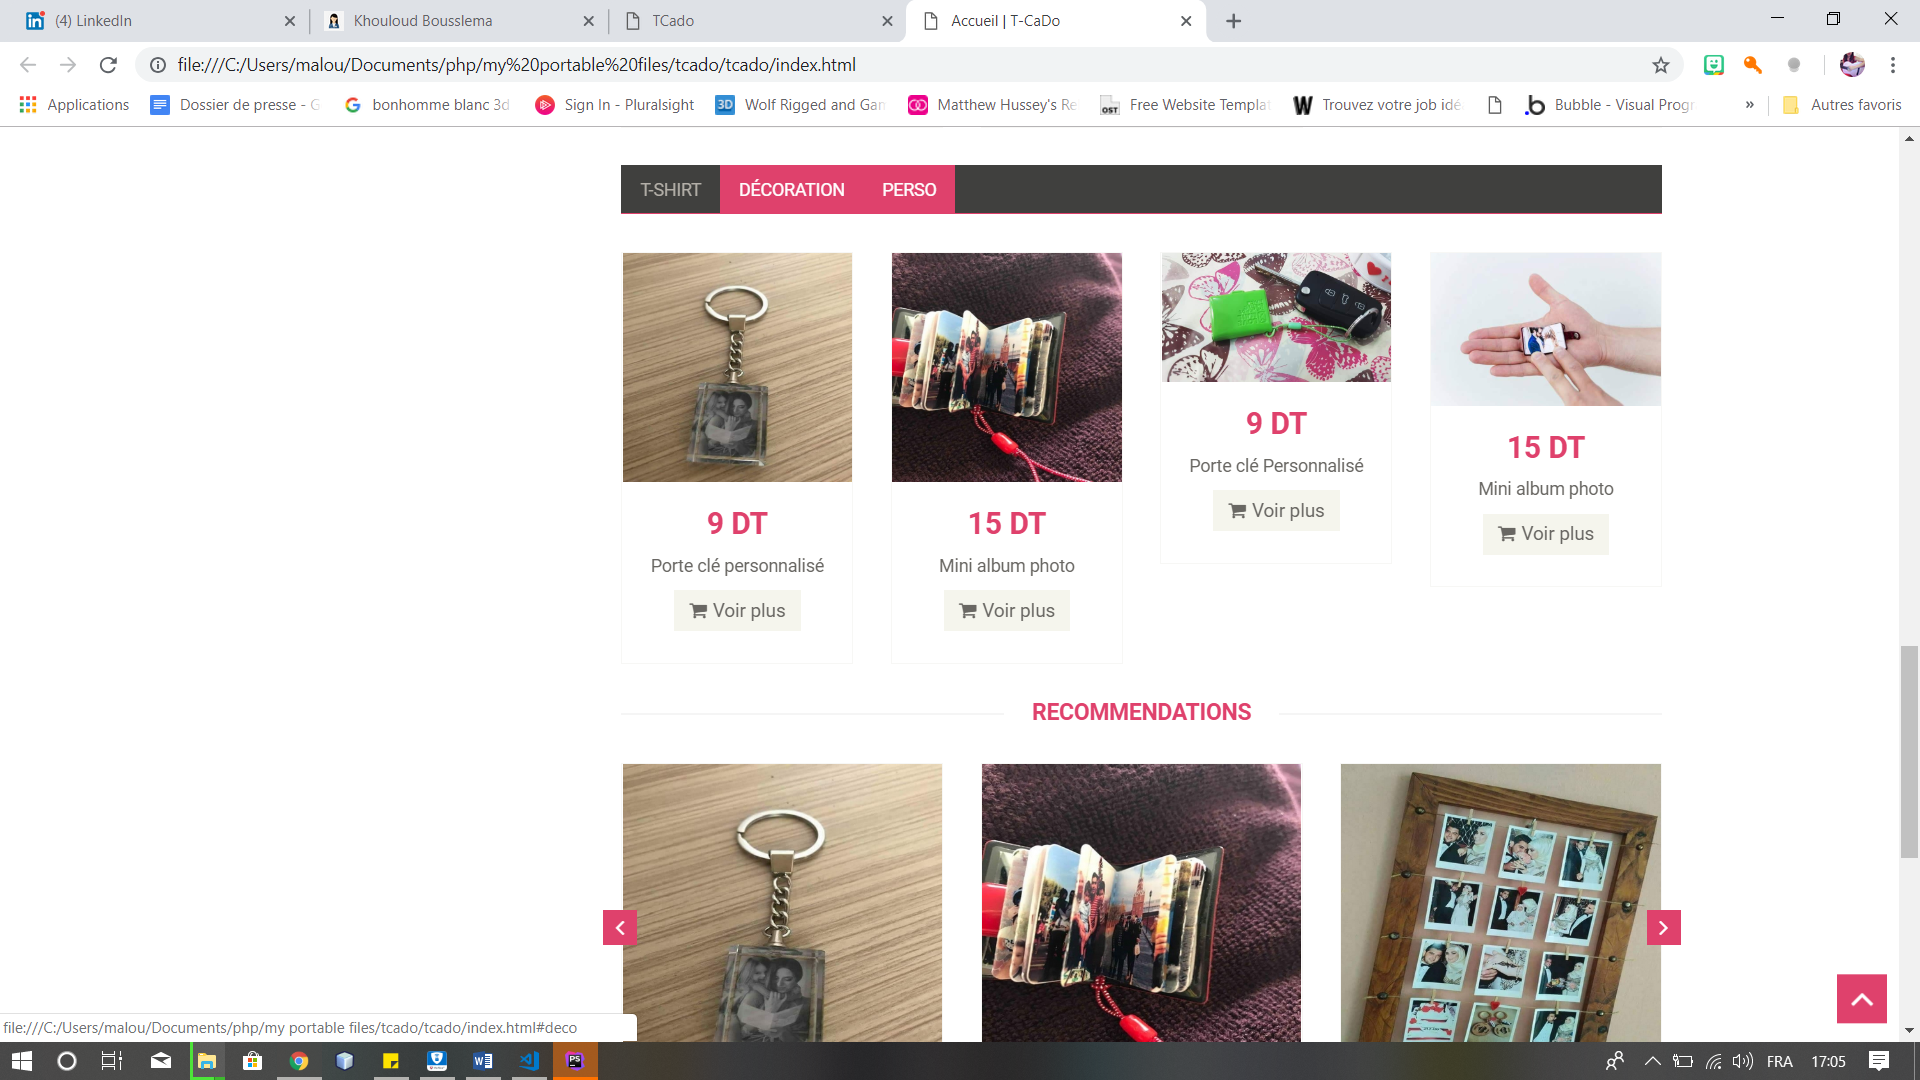 (4) LinkedIn
Khouloud Bousslema
TCado
Accueil | T-CaDo
file:///C:/Users/malou/Documents/php/my%20portable%20files/tcado/tcado/index.html
Applications
Dossier de presse - G
bonhomme blanc 3d
Sign In - Pluralsight
3D
Wolf Rigged and Gam
Matthew Hussey's Re
OST
Free Website Templat
W
Trouvez votre job idé
.b
Bubble - Visual Progr
»
Autres favoris
T-SHIRT
DÉCORATION
PERSO
9 DT
Porte clé personnalisé
Voir plus
15 DT
Mini album photo
Voir plus
9 DT
Porte clé Personnalisé
Voir plus
15 DT
Mini album photo
Voir plus
RECOMMENDATIONS
file:///C:/Users/malou/Documents/php/my portable files/tcado/tcado/index.html#deco
PS
FRA
17:05